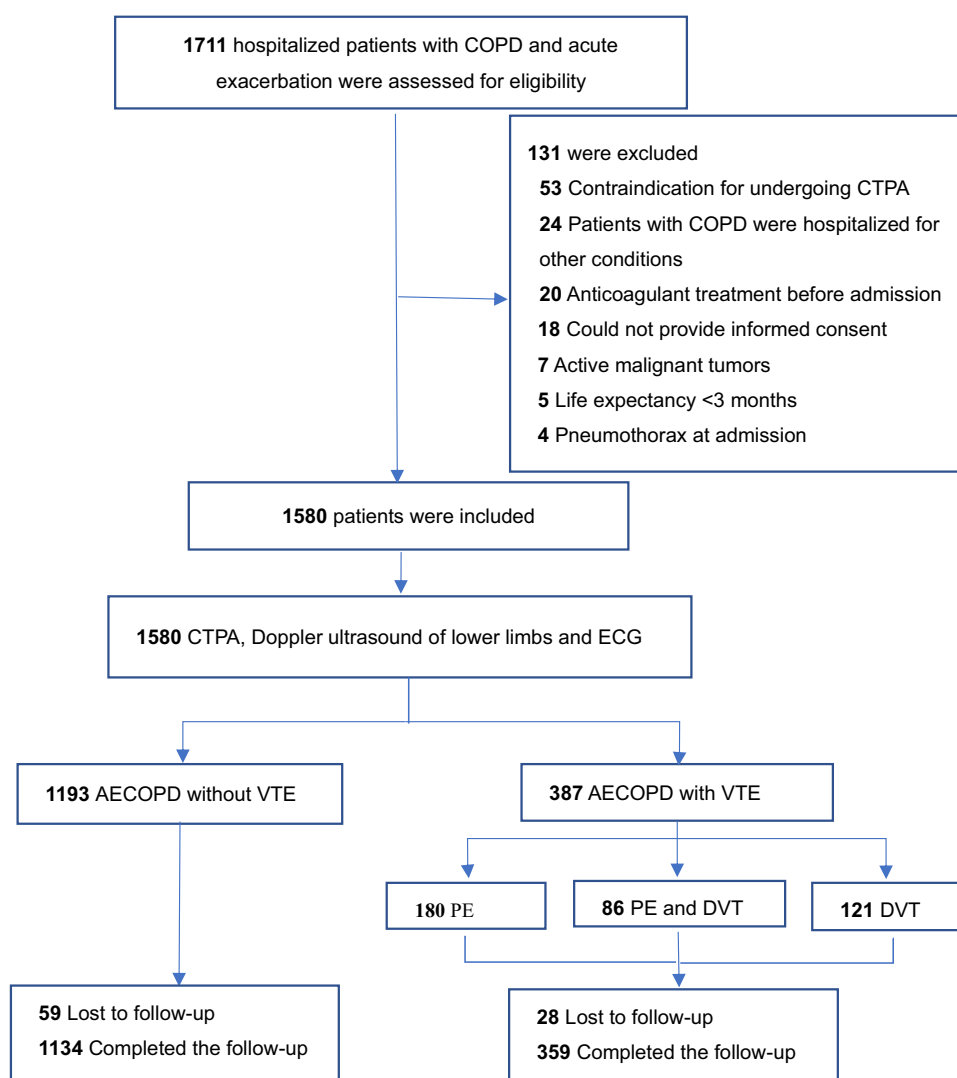 1711 hospitalized patients with COPD and acute
exacerbation were assessed for eligibility
131 were excluded
53 Contraindication for undergoing CTPA
24 Patients with COPD were hospitalized for
other conditions
20 Anticoagulant treatment before admission
18 Could not provide informed consent
7 Active malignant tumors
5 Life expectancy <3 months
4 Pneumothorax at admission
1580 patients were included
1580 CTPA, Doppler ultrasound of lower limbs and ECG
1193 AECOPD without VTE
387 AECOPD with VTE
180 PE
86 PE and DVT
121 DVT
59 Lost to follow-up
1134 Completed the follow-up
28 Lost to follow-up
359 Completed the follow-up